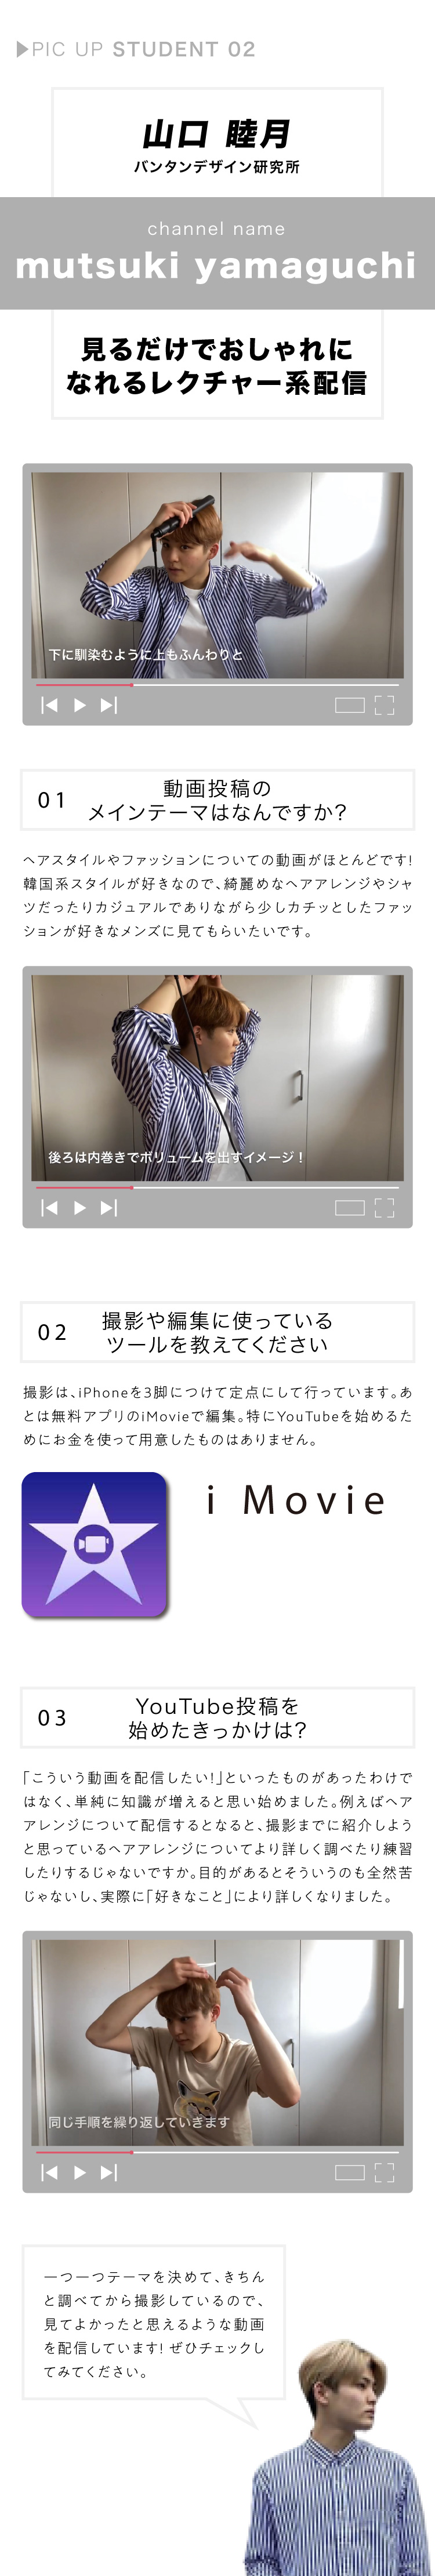 PIC UP STUDENT 02
山口 睦月
バンタンデザイン研究所
channel name
mutsuki yamaguchi
見るだけでおしゃれに
なれるレクチャー系配信
下に馴染むように上もふんわりと
01
動画投稿の
メインテーマはなんですか?
ヘアスタイルやファッションについての動画がほとんどです!
韓国系スタイルが好きなので、綺麗めなヘアアレンジやシャ
ツだったりカジュアルでありながら少しカチッとしたファッ
ションが好きなメンズに見てもらいたいです。
後ろは内巻きでボリュームを出すイメージ！
02
撮影や編集に使っている
ツールを教えてください
撮影は、iPhoneを3脚につけて定点にして行っています。あ
とは無料アプリのiMovieで編集。特にYouTubeを始めるた
めにお金を使って用意したものはありません。
i Movie
03
YouTube投稿を
始めたきっかけは?
「こういう動画を配信したい!」といったものがあったわけで
はなく、単純に知識が増えると思い始めました。例えばヘア
アレンジについて配信するとなると、撮影までに紹介しよう
と思っているヘアアレンジについてより詳しく調べたり練習
したりするじゃないですか。目的があるとそういうのも全然苦
じゃないし、実際に「好きなこと」により詳しくなりました。
同じ手順を繰り返していきます
一つ一つテーマを決めて、きちん
と調べてから撮影しているので、
見てよかったと思えるような動画
を配信しています! ぜひチェックし
てみてください。